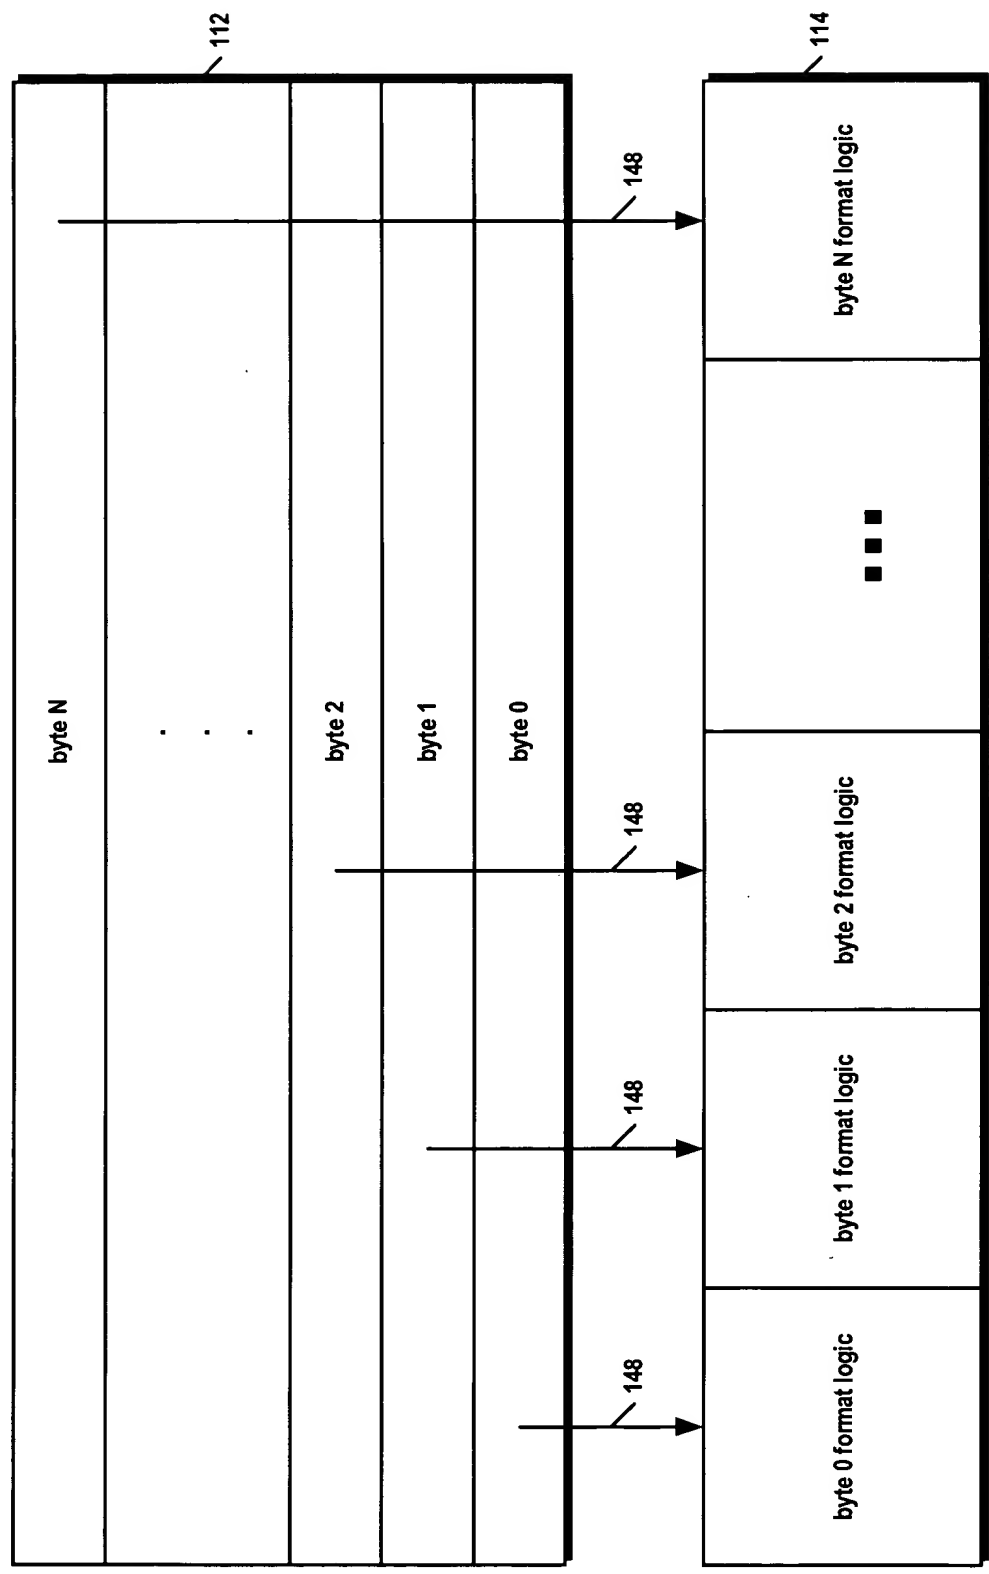 112
byte N
. . .
byte 2
byte 1
byte 0
148
148
148
148
114
byte 0 format logic
byte 1 format logic
byte 2 format logic
byte N format logic